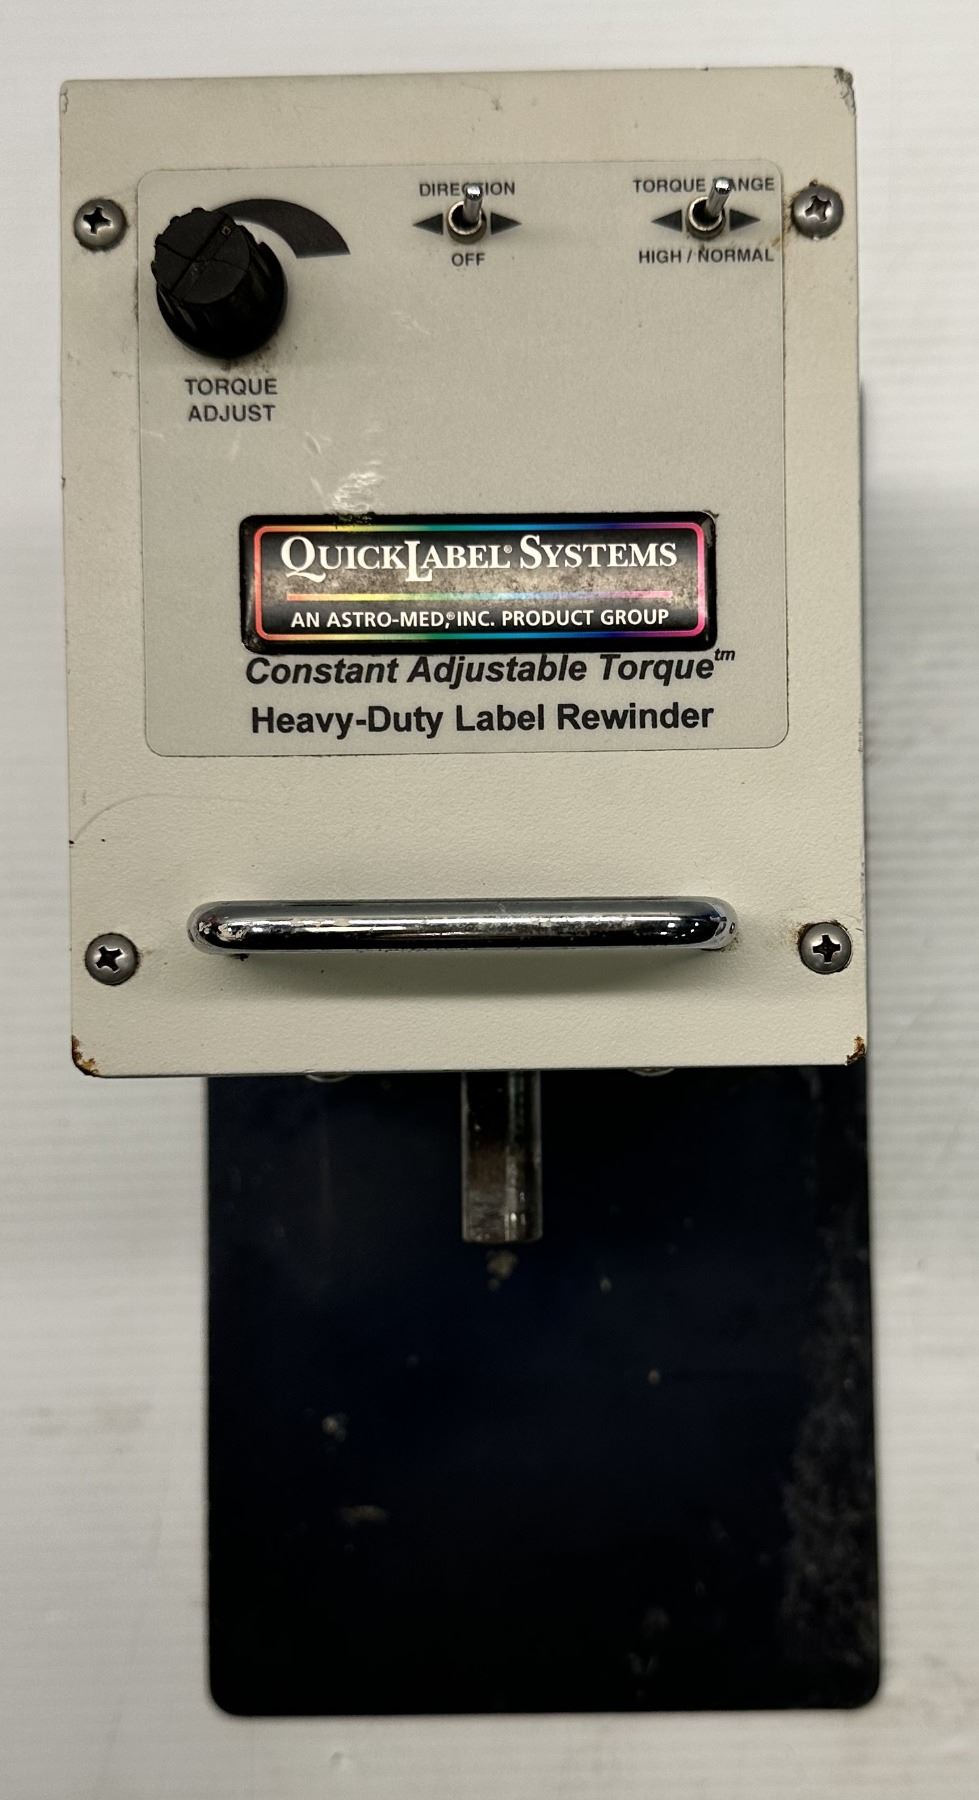 DIRECTION
OFF
TORQUE RANGE
HIGH / NORMAL
TORQUE
ADJUST
QUICKLABEL® SYSTEMS
AN ASTRO-MED,® INC. PRODUCT GROUP
Constant Adjustable Torque™
Heavy-Duty Label Rewinder